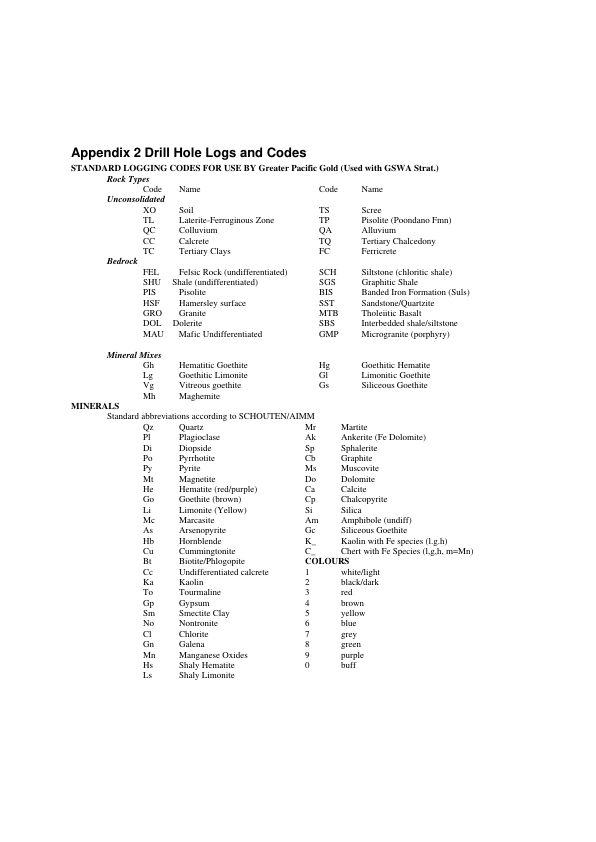 Appendix 2 Drill Hole Logs and Codes
STANDARD LOGGING CODES FOR USE BY Greater Pacific Gold (Used with GSWA Strat.)
Rock Types
Code Name Code Name
Unconsolidated
XO Soil TS Scree
TL Laterite-Ferruginous Zone TP Pisolite (Poondano Fmn)
QC Colluvium QA Alluvium
CC Calcrete TQ Tertiary Chalcedony
TC Tertiary Clays FC Ferricrete
Bedrock
FEL Felsic Rock (undifferentiated) SCH Siltstone (chloritic shale)
SHU Shale (undifferentiated) SGS Graphitic Shale
PIS Pisolite BIS Banded Iron Formation (Suls)
HSF Hamersley surface SST Sandstone/Quartzite
GRO Granite MTB Tholeiitic Basalt
DOL Dolerite SBS Interbedded shale/siltstone
MAU Mafic Undifferentiated GMP Microgranite (porphyry)
Mineral Mixes
Gh Hematitic Goethite Hg Goethitic Hematite
Lg Goethitic Limonite Gl Limonitic Goethite
Vg Vitreous goethite Gs Siliceous Goethite
Mh Maghemite
MINERALS
Standard abbreviations according to SCHOUTEN/AIMM
Qz Quartz Mr Martite
Pl Plagioclase Ak Ankerite (Fe Dolomite)
Di Diopside Sp Sphalerite
Po Pyrrhotite Cb Graphite
Py Pyrite Ms Muscovite
Mt Magnetite Do Dolomite
He Hematite (red/purple) Ca Calcite
Go Goethite (brown) Cp Chalcopyrite
Li Limonite (Yellow) Si Silica
Mc Marcasite Am Amphibole (undiff)
As Arsenopyrite Gc Siliceous Goethite
Hb Hornblende K_ Kaolin with Fe species (l,g,h)
Cu Cummingtonite C_ Chert with Fe Species (l,g,h, m=Mn)
Bt Biotite/Phlogopite COLOURS
Cc Undifferentiated calcrete 1 white/light
Ka Kaolin 2 black/dark
To Tourmaline 3 red
Gp Gypsum 4 brown
Sm Smectite Clay 5 yellow
No Nontronite 6 blue
Cl Chlorite 7 grey
Gn Galena 8 green
Mn Manganese Oxides 9 purple
Hs Shaly Hematite 0 buff
Ls Shaly Limonite